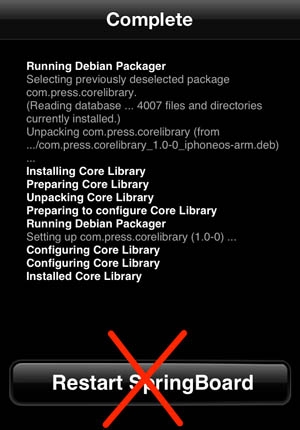 Complete
Running Debian Packager
Selecting previously deselected package
com.press.corelibrary.
(Reading database ... 4007 files and directories
currently installed.)
Unpacking com.press.corelibrary (from
.../com.press.corelibrary_1.0-0_iphoneos-arm.deb)
...
Installing Core Library
Preparing Core Library
Unpacking Core Library
Preparing to configure Core Library
Running Debian Packager
Setting up com.press.corelibrary (1.0-0) ...
Configuring Core Library
Configuring Core Library
Installed Core Library
Restart SpringBoard